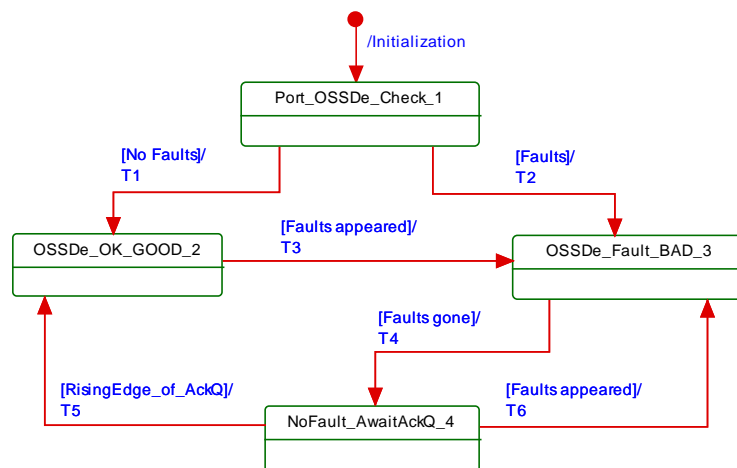 /Initialization
Port_OSSDe_Check_1
[No Faults]/
T1
[Faults]/
T2
OSSDe_OK_GOOD_2
[Faults appeared]/
T3
OSSDe_Fault_BAD_3
[Faults gone]/
T4
[RisingEdge_of_AckQ]/
T5
NoFault_AwaitAckQ_4
[Faults appeared]/
T6